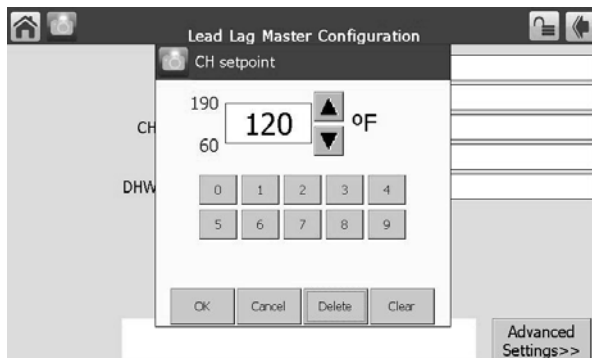 Lead Lag Master Configuration
CH setpoint
190
120 °F
60
CH
DHW
0 1 2 3 4
5 6 7 8 9
OK Cancel Delete Clear
Advanced
Settings>>